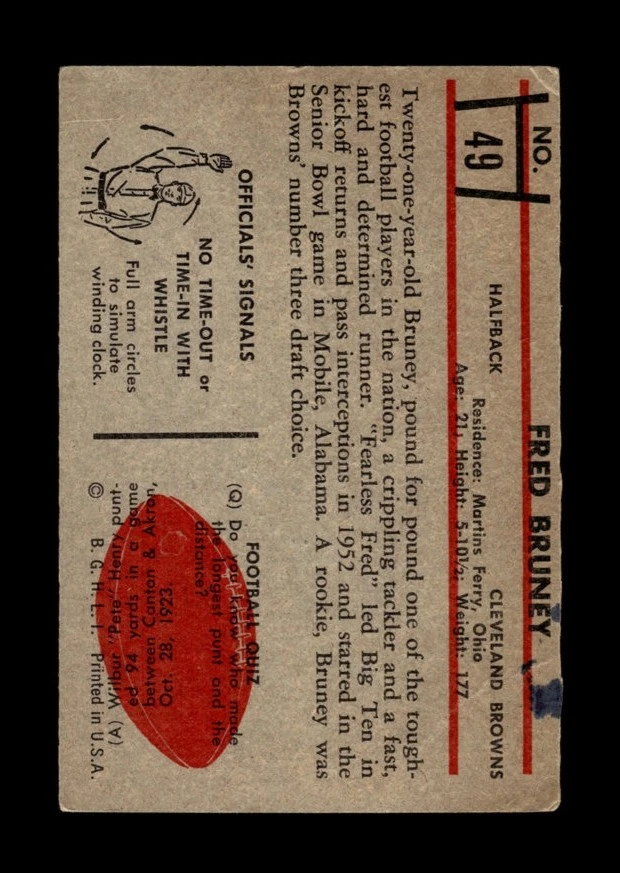 NO.
49
FRED BRUNEY
HALFBACK
CLEVELAND BROWNS
Residence: Martins Ferry, Ohio
Age: 21, Height: 5-10½; Weight: 177
Twenty-one-year-old Bruney, pound for pound one of the tough-
est football players in the nation, a crippling tackler and a fast,
hard and determined runner. "Fearless Fred" led Big Ten in
kickoff returns and pass interceptions in 1952 and starred in the
Senior Bowl game in Mobile, Alabama. A rookie, Bruney was
Browns' number three draft choice.
OFFICIALS' SIGNALS
NO TIME-OUT or
TIME-IN WITH
WHISTLE
Full arm circles
to simulate
winding clock.
FOOTBALL QUIZ
(Q) Do you know who made
the longest punt and the
distance?
(A) Wilbur "Pete" Henry punt-
ed 94 yards in a game
between Canton & Akron,
Oct. 28, 1923.
© B. G. H. L. I. Printed in U.S.A.